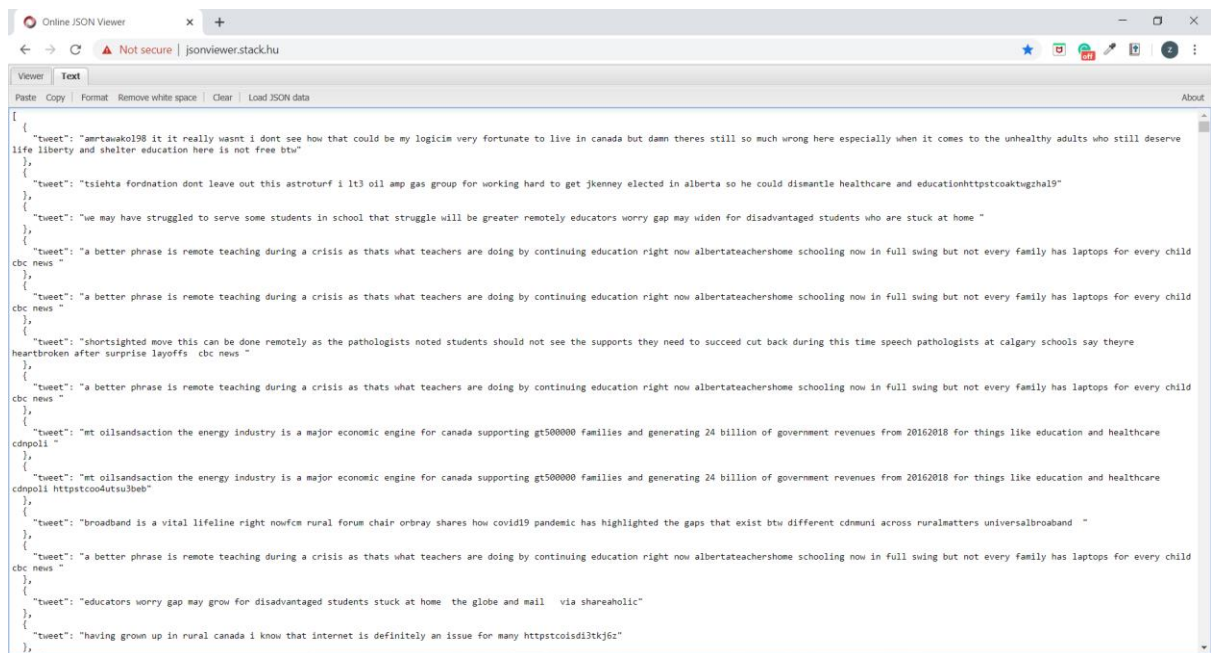 Online JSON Viewer
Not secure | jsonviewer.stack.hu
off
z
Viewer Text
Paste Copy Format Remove white space Clear Load JSON data About
[
{
"tweet": "amrtawakol98 it it really wasnt i dont see how that could be my logicim very fortunate to live in canada but damn theres still so much wrong here especially when it comes to the unhealthy adults who still deserve
life liberty and shelter education here is not free btw"
},
{
"tweet": "tsiehta fordnation dont leave out this astroturf i lt3 oil amp gas group for working hard to get jkenney elected in alberta so he could dismantle healthcare and educationhttpstcoaktwgzhal9"
},
{
"tweet": "we may have struggled to serve some students in school that struggle will be greater remotely educators worry gap may widen for disadvantaged students who are stuck at home "
},
{
"tweet": "a better phrase is remote teaching during a crisis as thats what teachers are doing by continuing education right now albertateachershome schooling now in full swing but not every family has laptops for every child
cbc news "
},
{
"tweet": "a better phrase is remote teaching during a crisis as thats what teachers are doing by continuing education right now albertateachershome schooling now in full swing but not every family has laptops for every child
cbc news "
},
{
"tweet": "shortsighted move this can be done remotely as the pathologists noted students should not see the supports they need to succeed cut back during this time speech pathologists at calgary schools say theyre
heartbroken after surprise layoffs  cbc news "
},
{
"tweet": "a better phrase is remote teaching during a crisis as thats what teachers are doing by continuing education right now albertateachershome schooling now in full swing but not every family has laptops for every child
cbc news "
},
{
"tweet": "mt oilsandsaction the energy industry is a major economic engine for canada supporting gt500000 families and generating 24 billion of government revenues from 20162018 for things like education and healthcare
cdnpoli "
},
{
"tweet": "mt oilsandsaction the energy industry is a major economic engine for canada supporting gt500000 families and generating 24 billion of government revenues from 20162018 for things like education and healthcare
cdnpoli httpstcoo4utsu3beb"
},
{
"tweet": "broadband is a vital lifeline right nowfcm rural forum chair orbray shares how covid19 pandemic has highlighted the gaps that exist btw different cdnmuni across ruralmatters universalbroaband  "
},
{
"tweet": "a better phrase is remote teaching during a crisis as thats what teachers are doing by continuing education right now albertateachershome schooling now in full swing but not every family has laptops for every child
cbc news "
},
{
"tweet": "educators worry gap may grow for disadvantaged students stuck at home  the globe and mail   via shareaholic"
},
{
"tweet": "having grown up in rural canada i know that internet is definitely an issue for many httpstcoisdi3tkj6z"
},